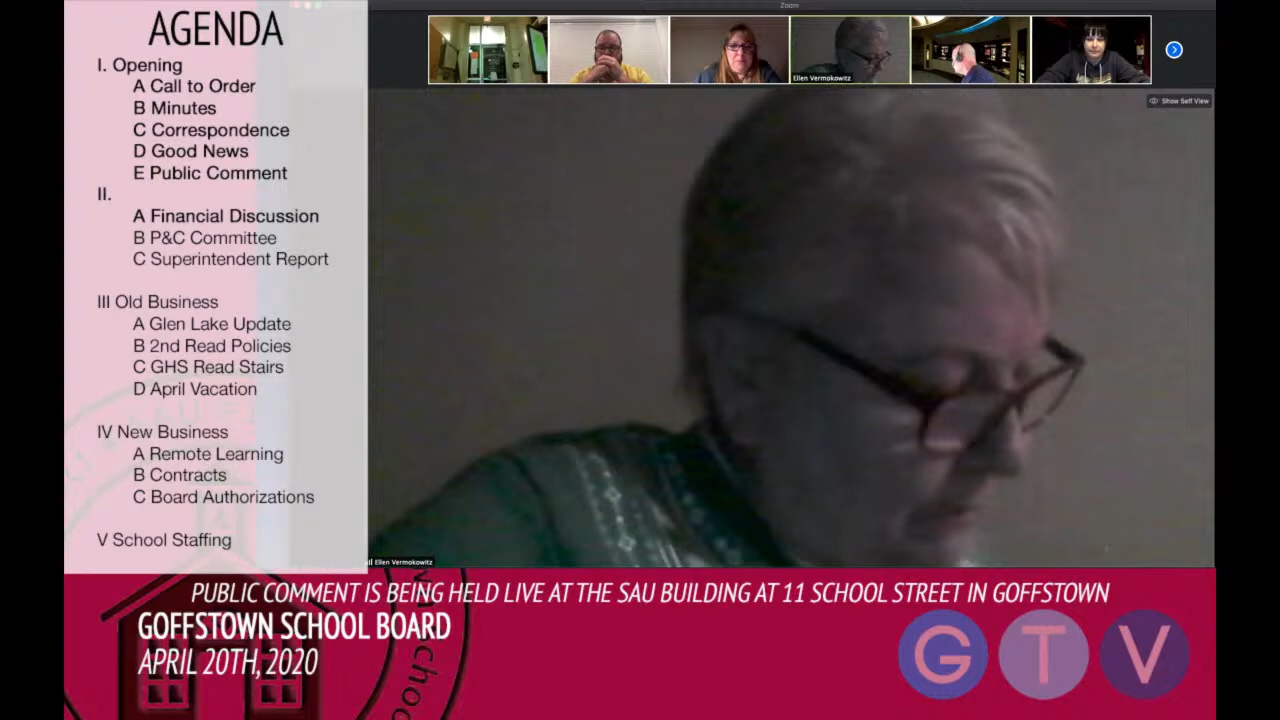 AGENDA
I. Opening
A Call to Order
B Minutes
C Correspondence
D Good News
E Public Comment
II.
A Financial Discussion
B P&C Committee
C Superintendent Report
III Old Business
A Glen Lake Update
B 2nd Read Policies
C GHS Read Stairs
D April Vacation
IV New Business
A Remote Learning
B Contracts
C Board Authorizations
V School Staffing
Zoom
Ellen Vermokowitz
Show Self View
Ellen Vermokowitz
PUBLIC COMMENT IS BEING HELD LIVE AT THE SAU BUILDING AT 11 SCHOOL STREET IN GOFFSTOWN
GOFFSTOWN SCHOOL BOARD
APRIL 20TH, 2020
G T V